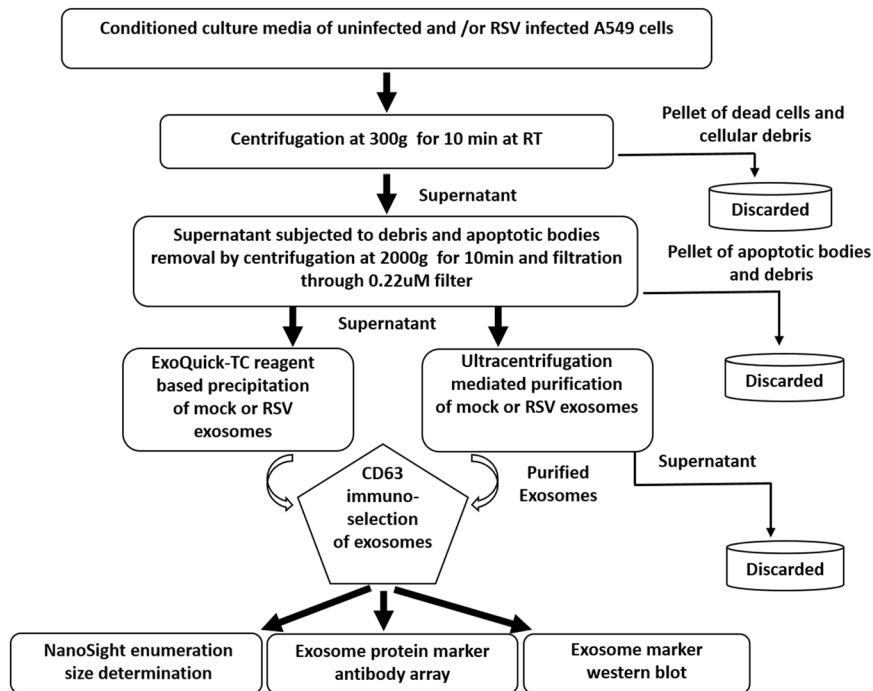 Conditioned culture media of uninfected and /or RSV infected A549 cells
Centrifugation at 300g for 10 min at RT
Pellet of dead cells and
cellular debris
Discarded
Supernatant
Supernatant subjected to debris and apoptotic bodies
removal by centrifugation at 2000g for 10min and filtration
through 0.22uM filter
Pellet of apoptotic bodies
and debris
Discarded
Supernatant
ExoQuick-TC reagent
based precipitation
of mock or RSV
exosomes
Ultracentrifugation
mediated purification
of mock or RSV exosomes
Supernatant
Discarded
Purified
Exosomes
CD63
immuno-
selection
of exosomes
NanoSight enumeration
size determination
Exosome protein marker
antibody array
Exosome marker
western blot